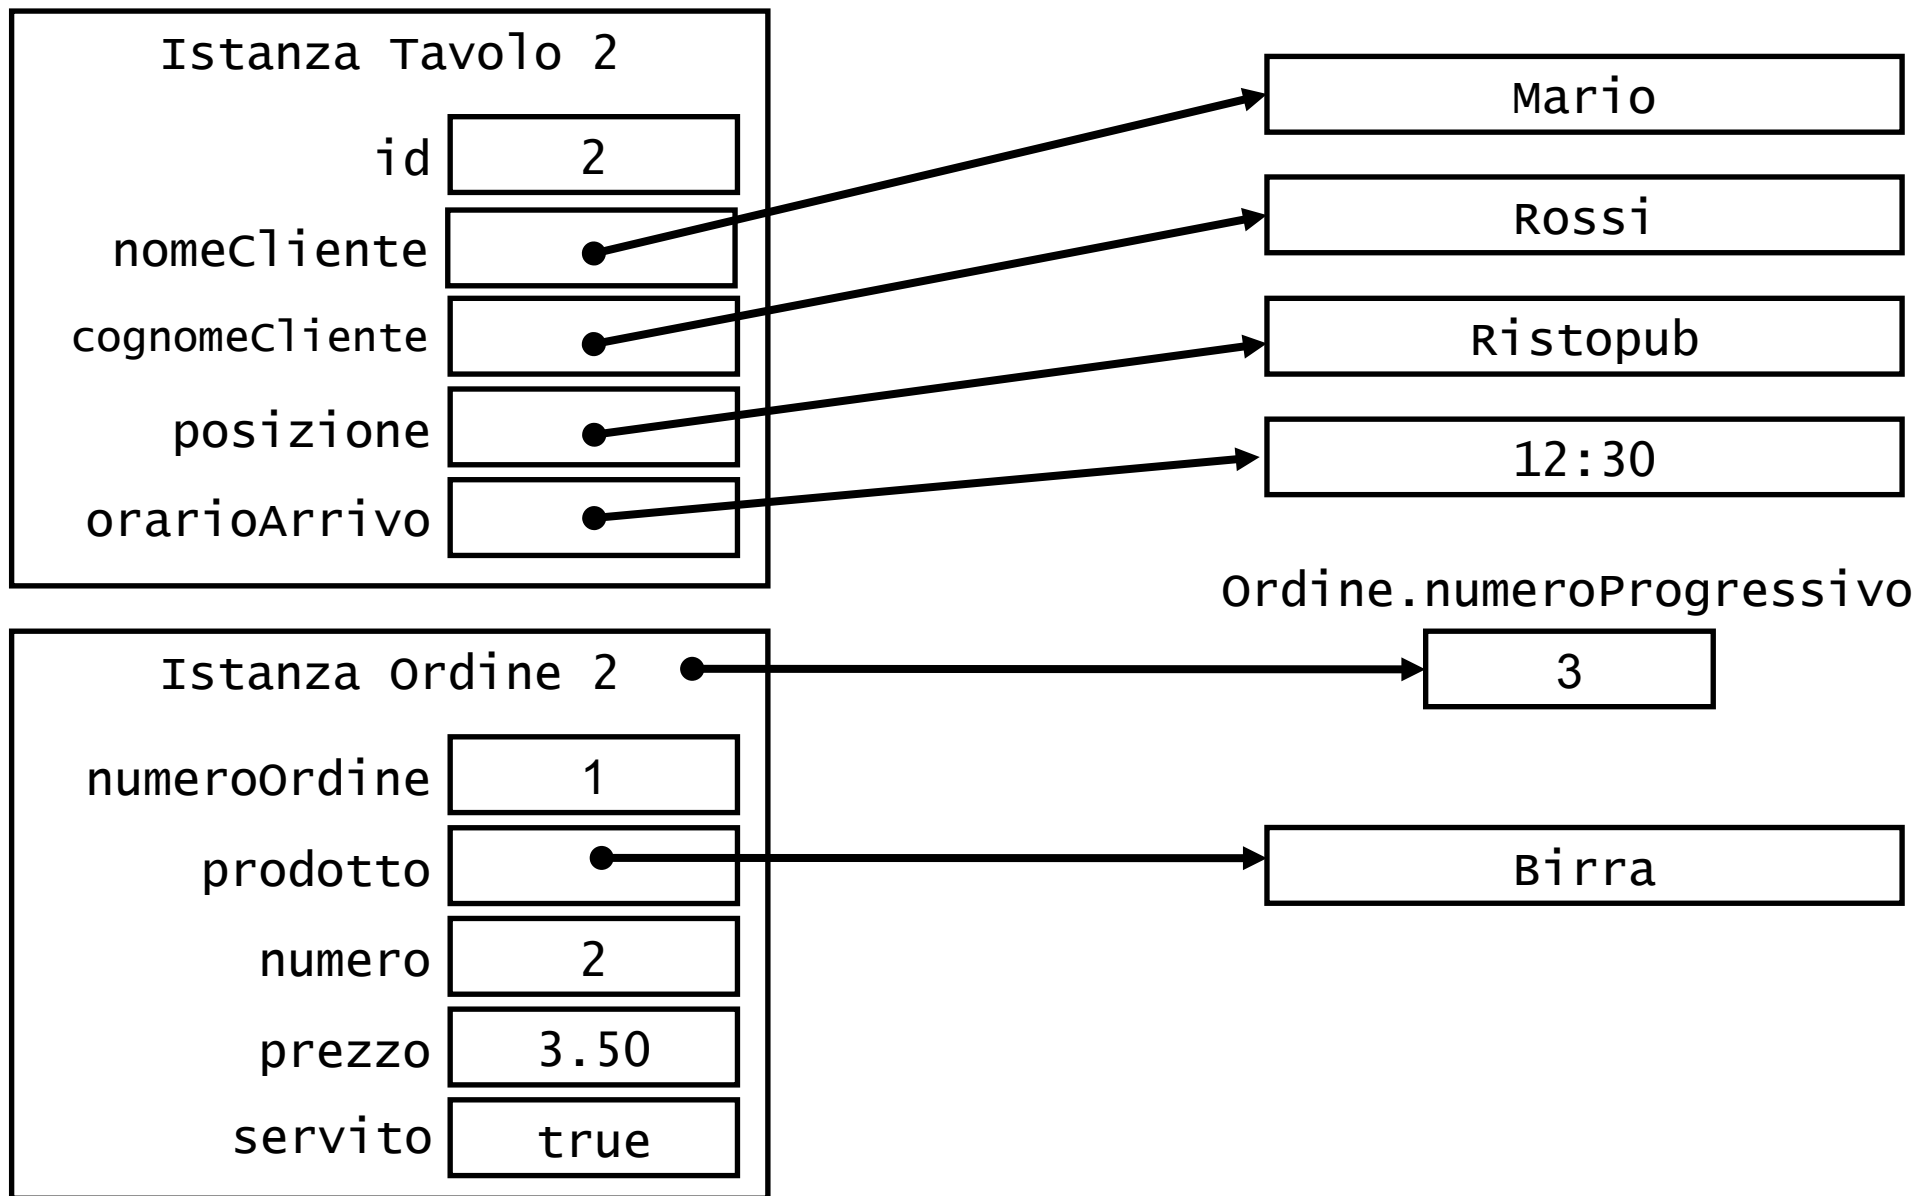 Istanza Tavolo 2
id 2
nomeCliente
cognomeCliente
posizione
orarioArrivo
Mario
Rossi
Ristopub
12:30
Ordine.numeroProgressivo
3
Istanza Ordine 2
numeroOrdine 1
prodotto
Birra
numero 2
prezzo 3.50
servito true